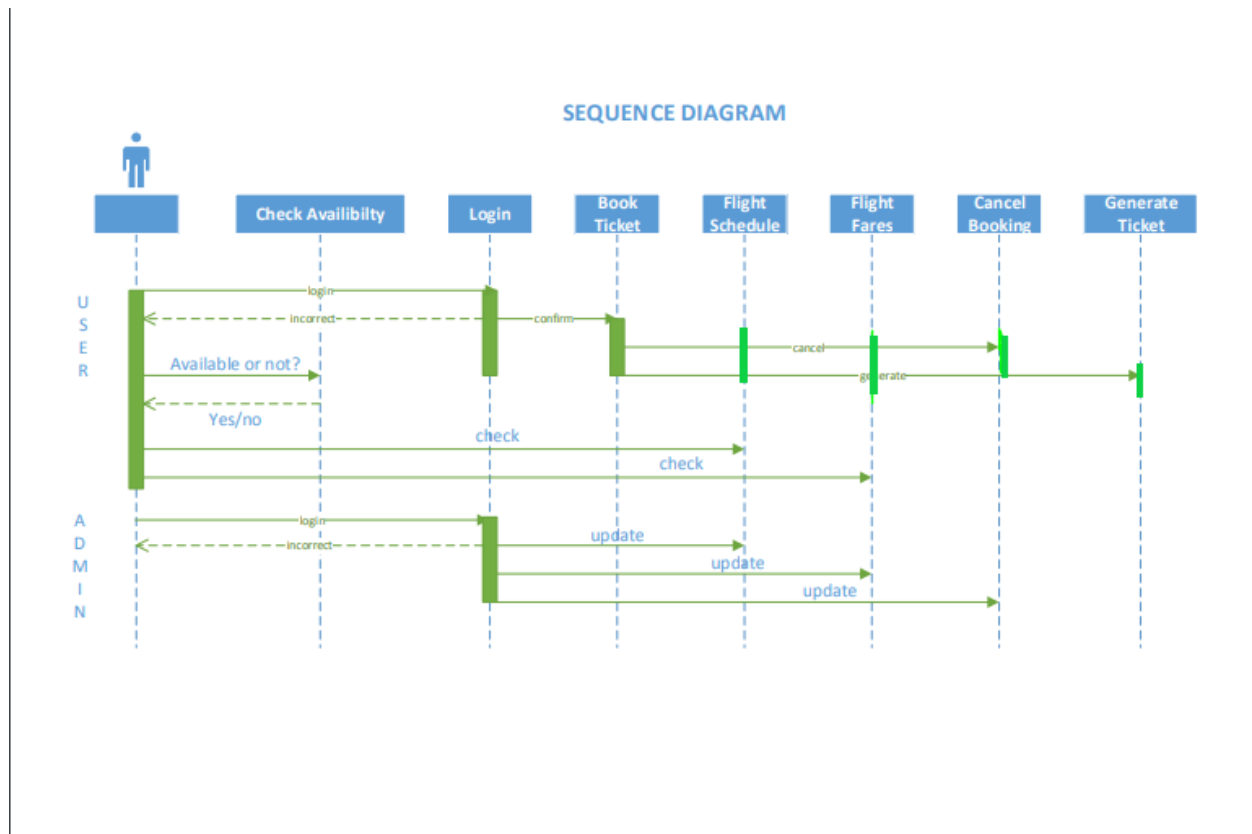 SEQUENCE DIAGRAM
Check Availibilty
Login
Book
Ticket
Flight
Schedule
Flight
Fares
Cancel
Booking
Generate
Ticket
U
S
E
R
login
incorrect
confirm
cancel
Available or not?
generate
Yes/no
check
check
A
D
M
I
N
login
incorrect
update
update
update